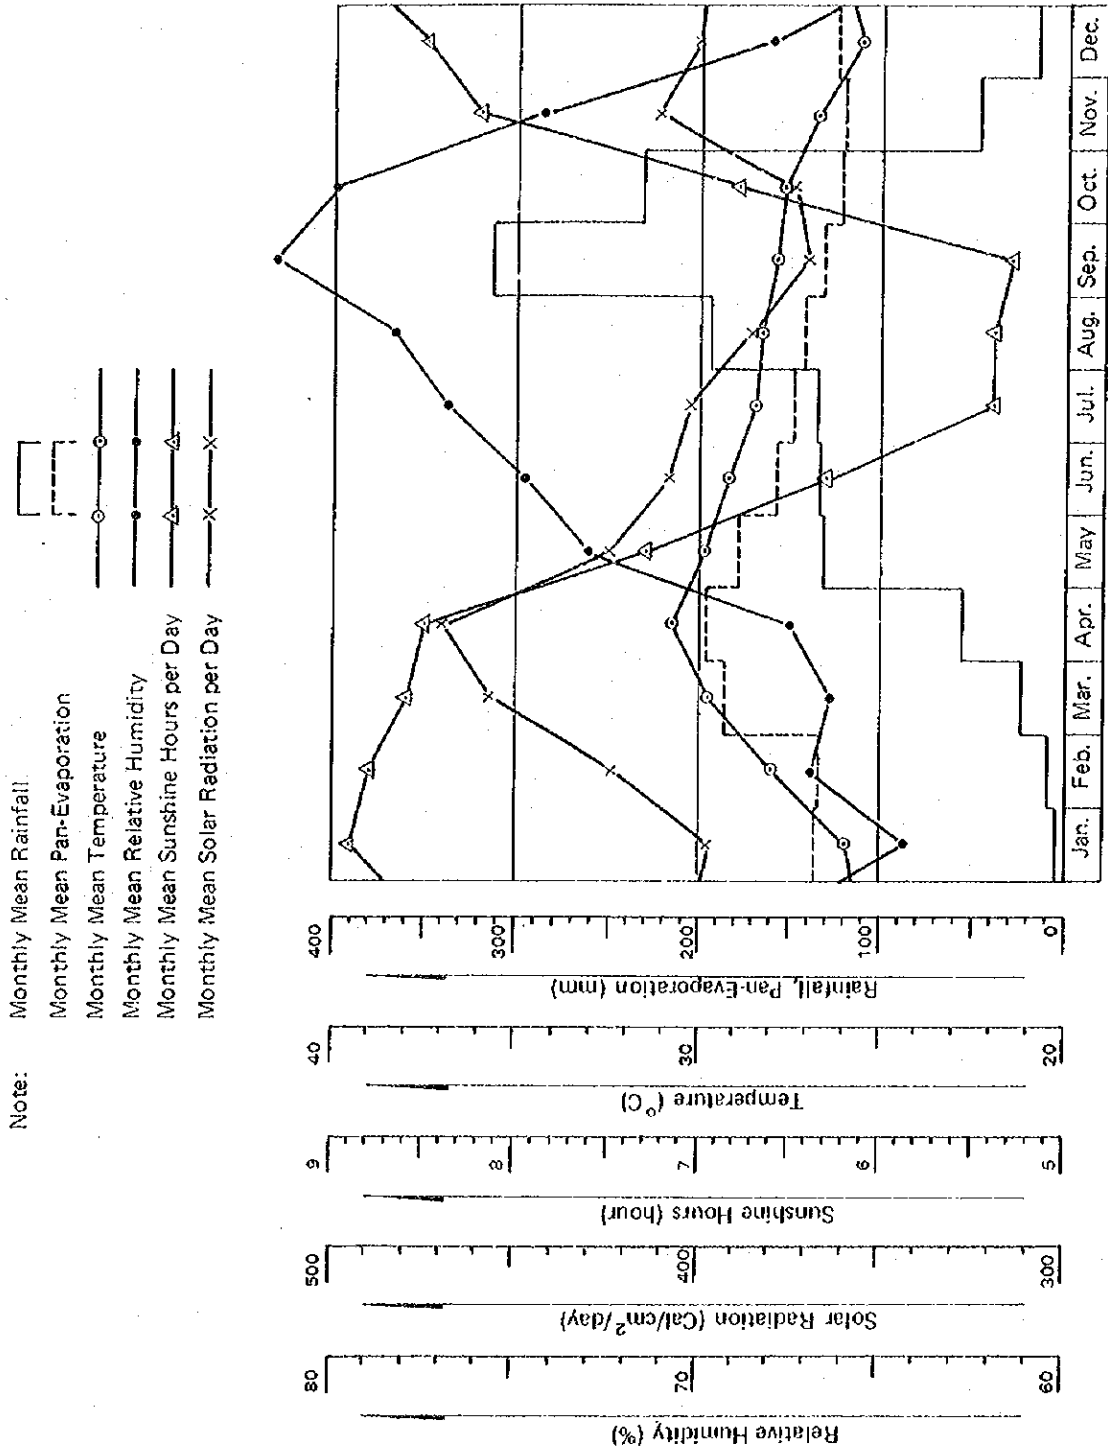 Note: Monthly Mean Rainfall
Monthly Mean Pan-Evaporation
Monthly Mean Temperature
Monthly Mean Relative Humidity
Monthly Mean Sunshine Hours per Day
Monthly Mean Solar Radiation per Day
Relative Humidity (%)
80
70
60
Solar Radiation (Cal/cm²/day)
500
400
300
Sunshine Hours (hour)
9
8
7
6
5
Temperature (°C)
40
30
20
Rainfall, Pan-Evaporation (mm)
400
300
200
100
0
Jan. Feb. Mar. Apr. May Jun. Jul. Aug. Sep. Oct. Nov. Dec.